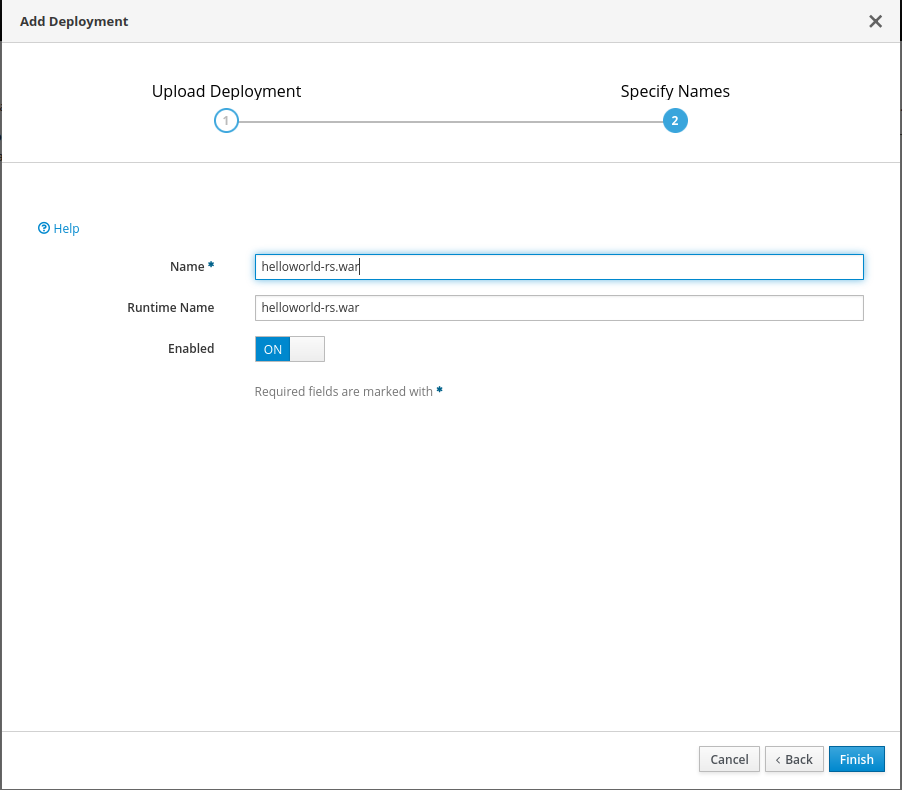 Add Deployment
Upload Deployment Specify Names
1 2
Help
Name *
helloworld-rs.war
Runtime Name
helloworld-rs.war
Enabled
ON
Required fields are marked with *
Cancel
‹ Back
Finish